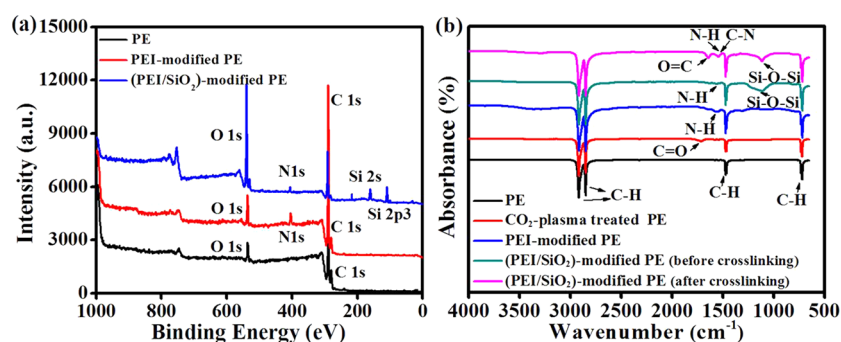 (a)
PE
PEI-modified PE
(PEI/SiO₂)-modified PE
15000
12000
9000
6000
3000
0
Intensity (a.u.)
O 1s
N1s
Si 2s
Si 2p3
C 1s
O 1s
N1s
C 1s
O 1s
C 1s
1000
800
600
400
200
0
Binding Energy (eV)
(b)
Absorbance (%)
N-H C-N
O=C
Si-O-Si
N-H
Si-O-Si
N-H
C=O
C-H
C-H
C-H
PE
CO₂-plasma treated PE
PEI-modified PE
(PEI/SiO₂)-modified PE (before crosslinking)
(PEI/SiO₂)-modified PE (after crosslinking)
4000 3500 3000 2500 2000 1500 1000 500
Wavenumber (cm⁻¹)